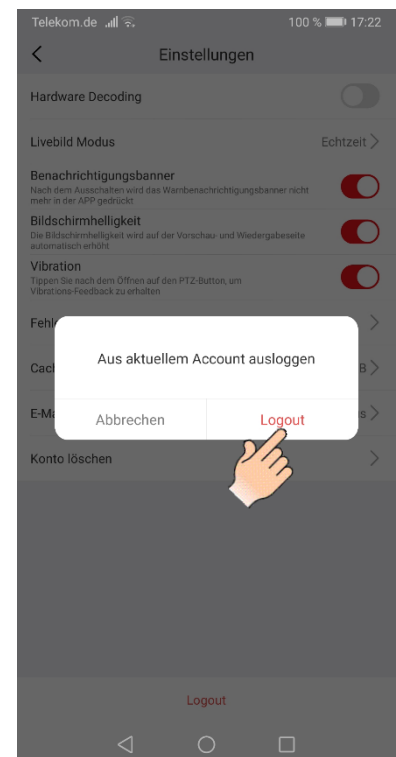 Telekom.de 100 % 17:22
Einstellungen
Hardware Decoding
Livebild Modus Echtzeit
Benachrichtigungsbanner
Nach dem Ausschalten wird das Warnbenachrichtigungsbanner nicht
mehr in der APP gedrückt
Bildschirmhelligkeit
Die Bildschirmhelligkeit wird auf der Vorschau- und Wiedergabeseite
automatisch erhöht
Vibration
Tippen Sie nach dem Öffnen auf den PTZ-Button, um
Vibrations-Feedback zu erhalten
Aus aktuellem Account ausloggen
Abbrechen Logout
Konto löschen
Logout